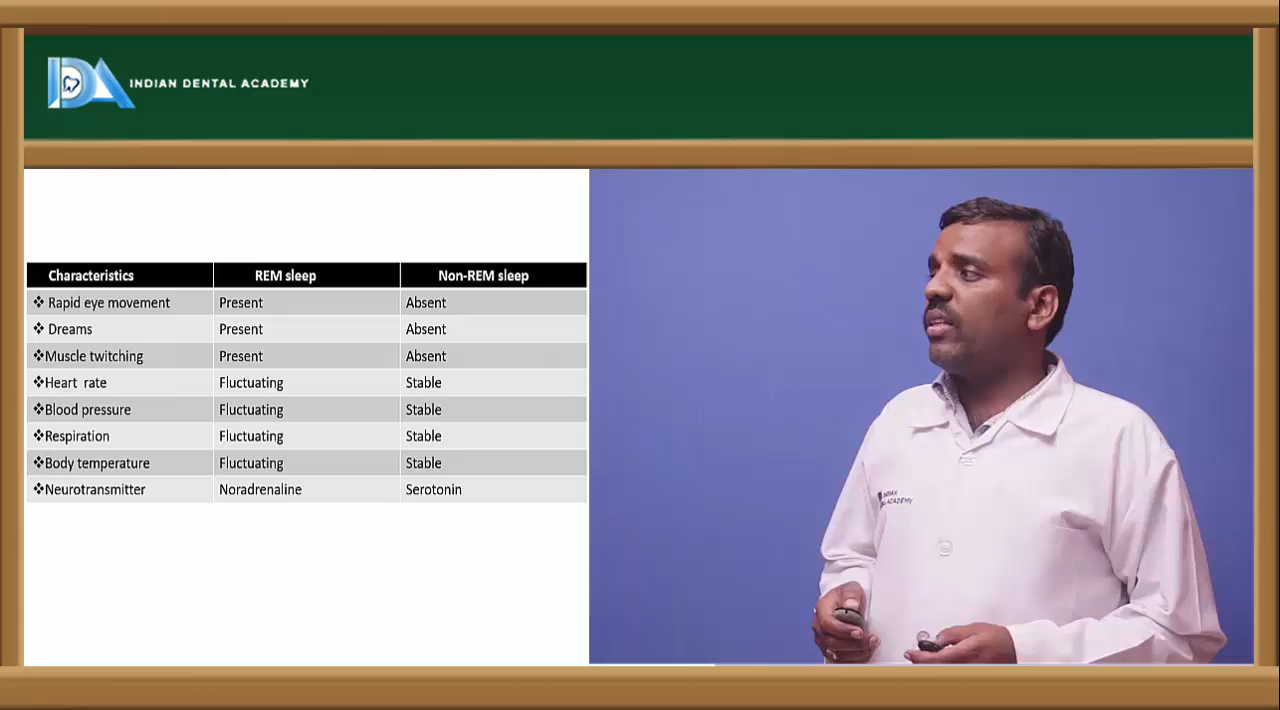 INDIAN DENTAL ACADEMY
Characteristics REM sleep Non-REM sleep
❖ Rapid eye movement Present Absent
❖ Dreams Present Absent
❖Muscle twitching Present Absent
❖Heart rate Fluctuating Stable
❖Blood pressure Fluctuating Stable
❖Respiration Fluctuating Stable
❖Body temperature Fluctuating Stable
❖Neurotransmitter Noradrenaline Serotonin
INDIAN
ACADEMY